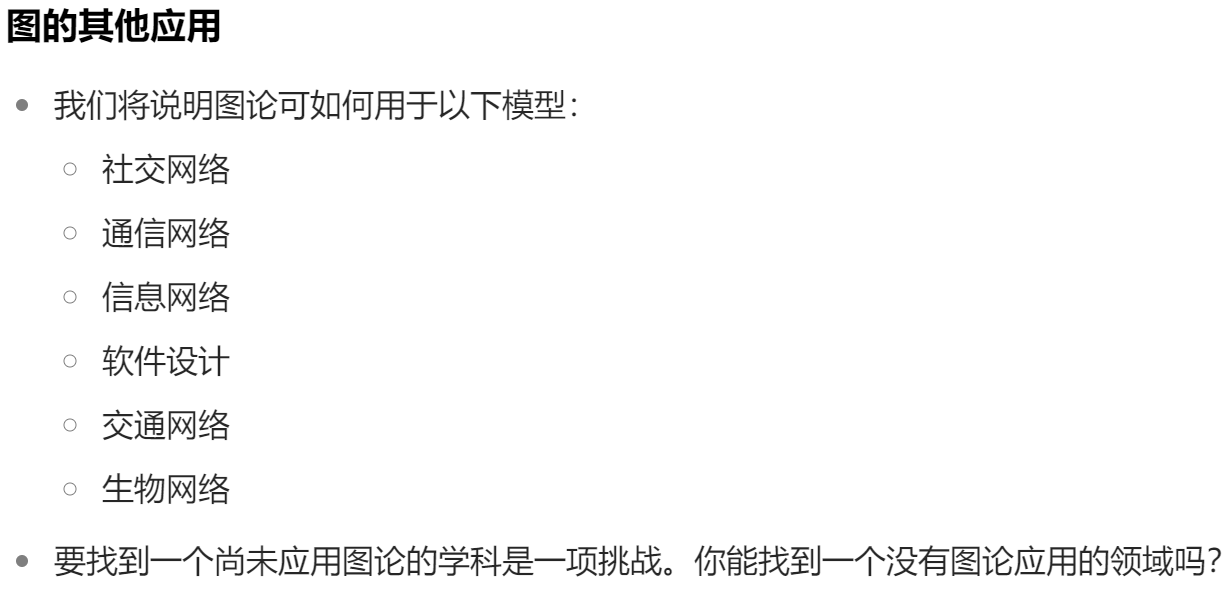 图的其他应用
我们将说明图论可如何用于以下模型：
社交网络
通信网络
信息网络
软件设计
交通网络
生物网络
要找到一个尚未应用图论的学科是一项挑战。你能找到一个没有图论应用的领域吗？